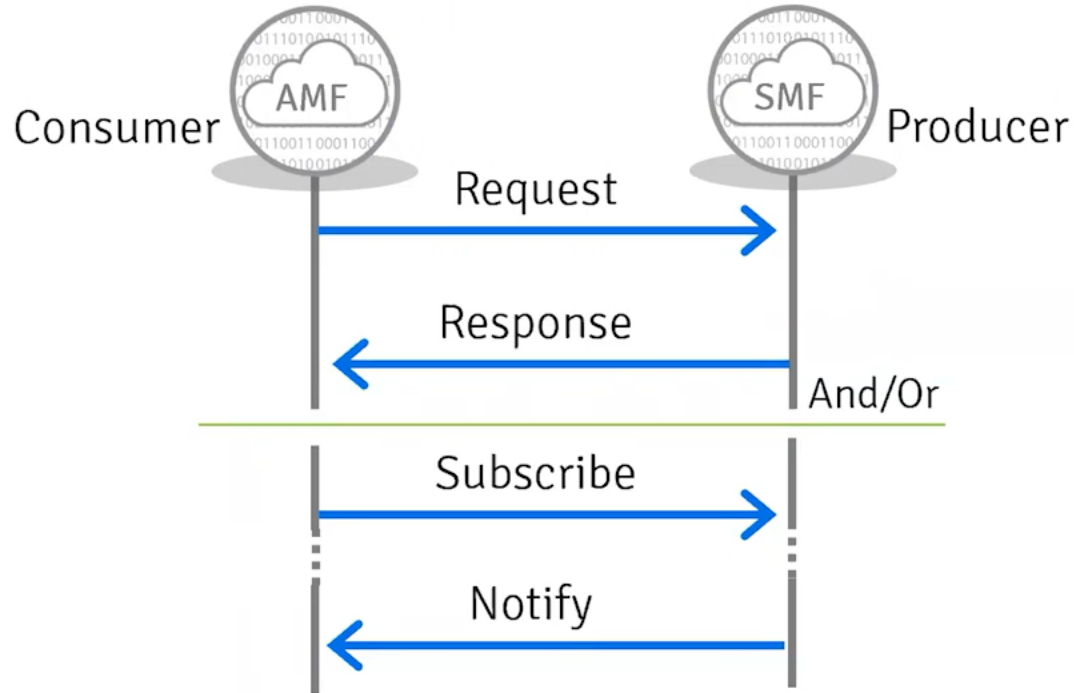 AMF
SMF
Consumer
Producer
Request
Response
And/Or
Subscribe
Notify